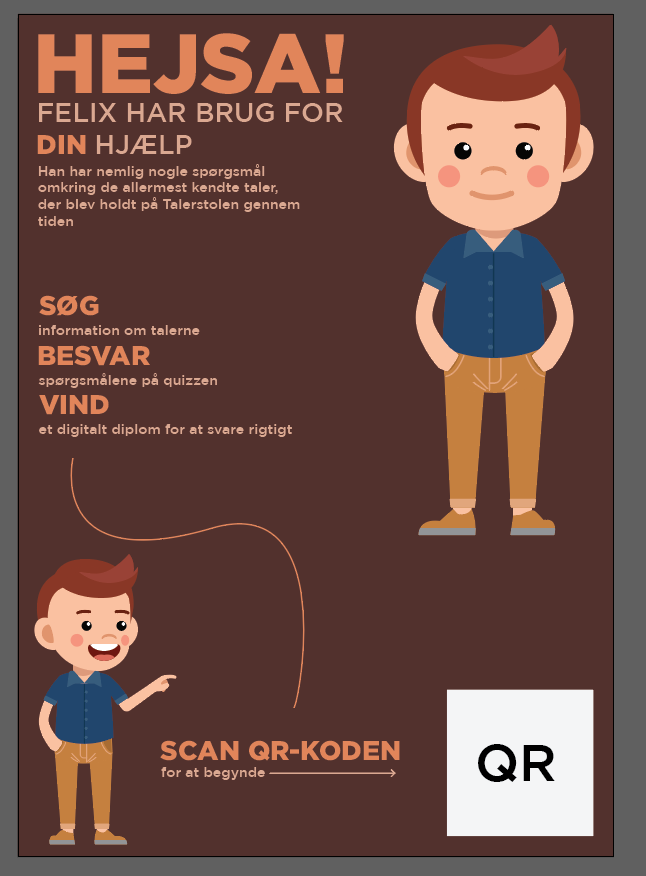 HEJSA!
FELIX HAR BRUG FOR
DIN HJÆLP
Han har nemlig nogle spørgsmål
omkring de allermest kendte taler,
der blev holdt på Talerstolen gennem
tiden
SØG
information om talerne
BESVAR
spørgsmålene på quizzen
VIND
et digitalt diplom for at svare rigtigt
SCAN QR-KODEN
for at begynde
QR